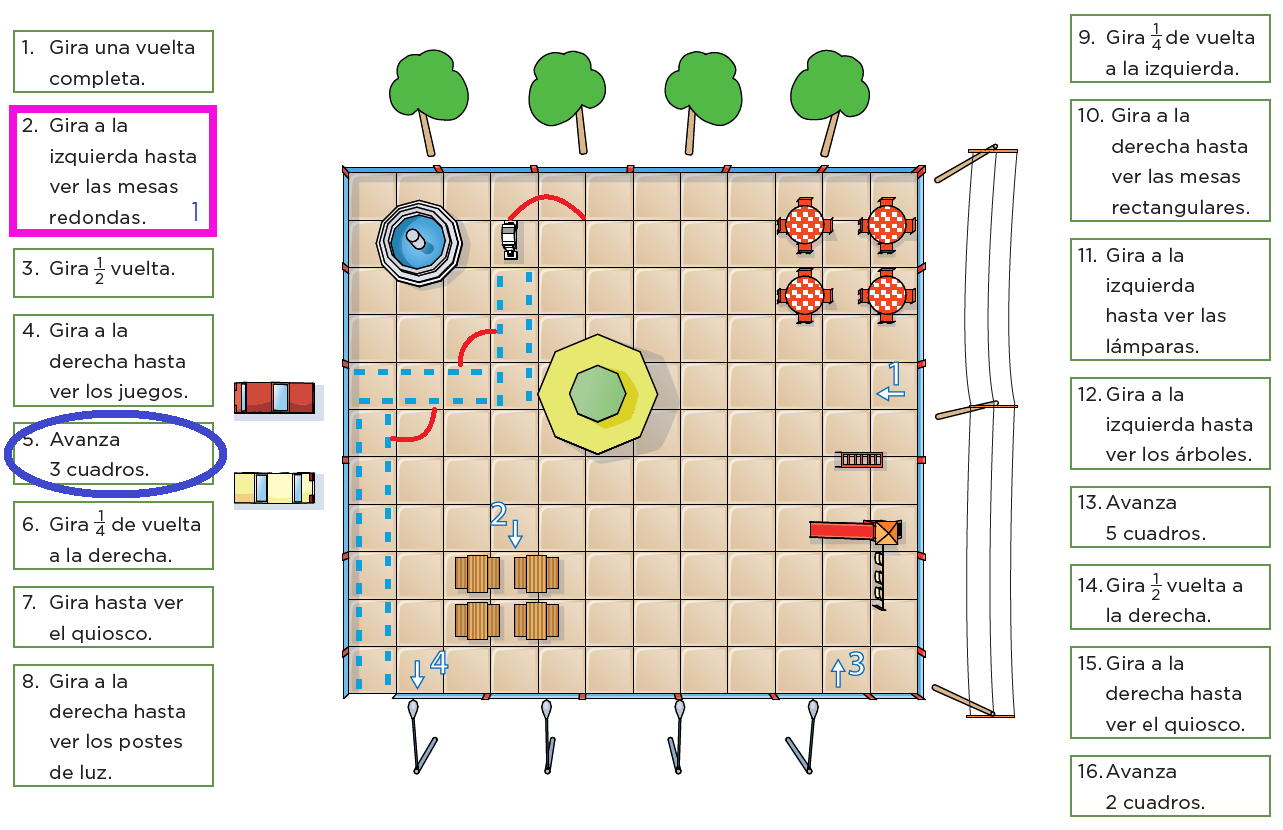 1. Gira una vuelta
completa.
2. Gira a la
izquierda hasta
ver las mesas
redondas. 1
3. Gira 1/2 vuelta.
4. Gira a la
derecha hasta
ver los juegos.
5. Avanza
3 cuadros.
6. Gira 1/4 de vuelta
a la derecha.
7. Gira hasta ver
el quiosco.
8. Gira a la
derecha hasta
ver los postes
de luz.
1
2
3
4
9. Gira 1/4 de vuelta
a la izquierda.
10. Gira a la
derecha hasta
ver las mesas
rectangulares.
11. Gira a la
izquierda
hasta ver las
lámparas.
12. Gira a la
izquierda hasta
ver los árboles.
13. Avanza
5 cuadros.
14. Gira 1/2 vuelta a
la derecha.
15. Gira a la
derecha hasta
ver el quiosco.
16. Avanza
2 cuadros.